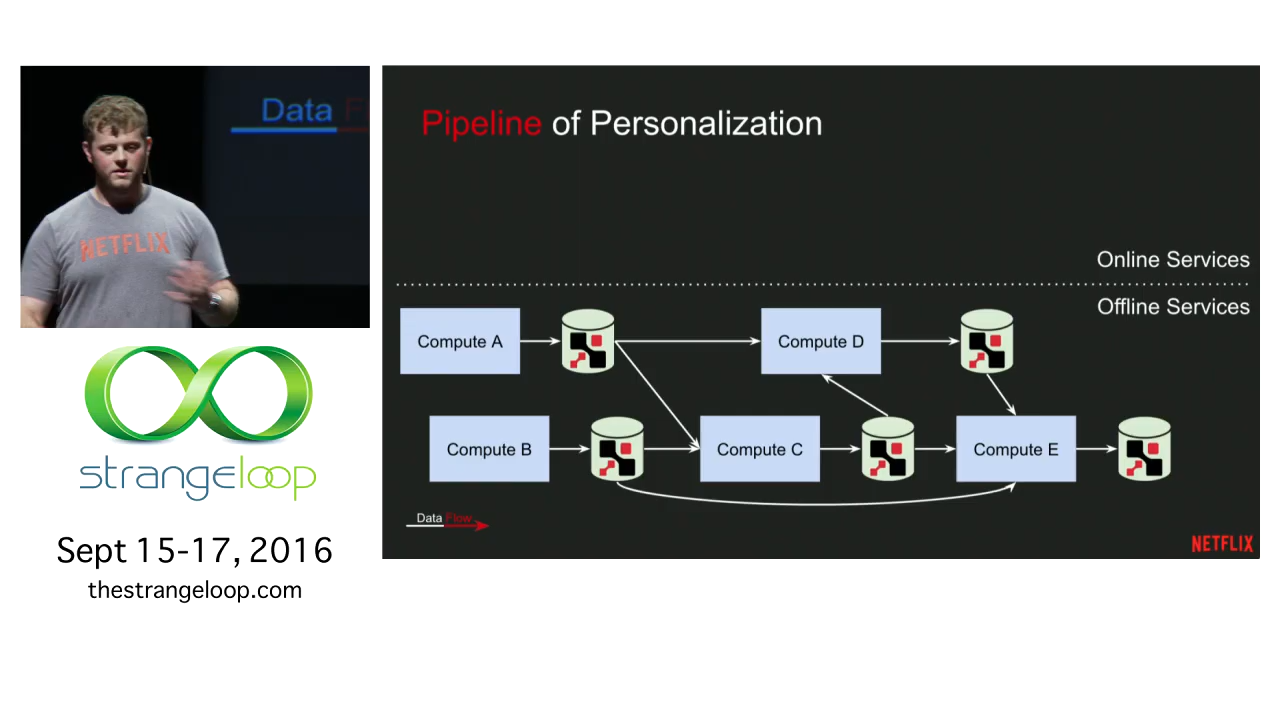 Data F
NETFLIX
strangeloop
Sept 15-17, 2016
thestrangeloop.com
Pipeline of Personalization
Online Services
Offline Services
Compute A
Compute D
Compute B
Compute C
Compute E
Data Flow
NETFLIX